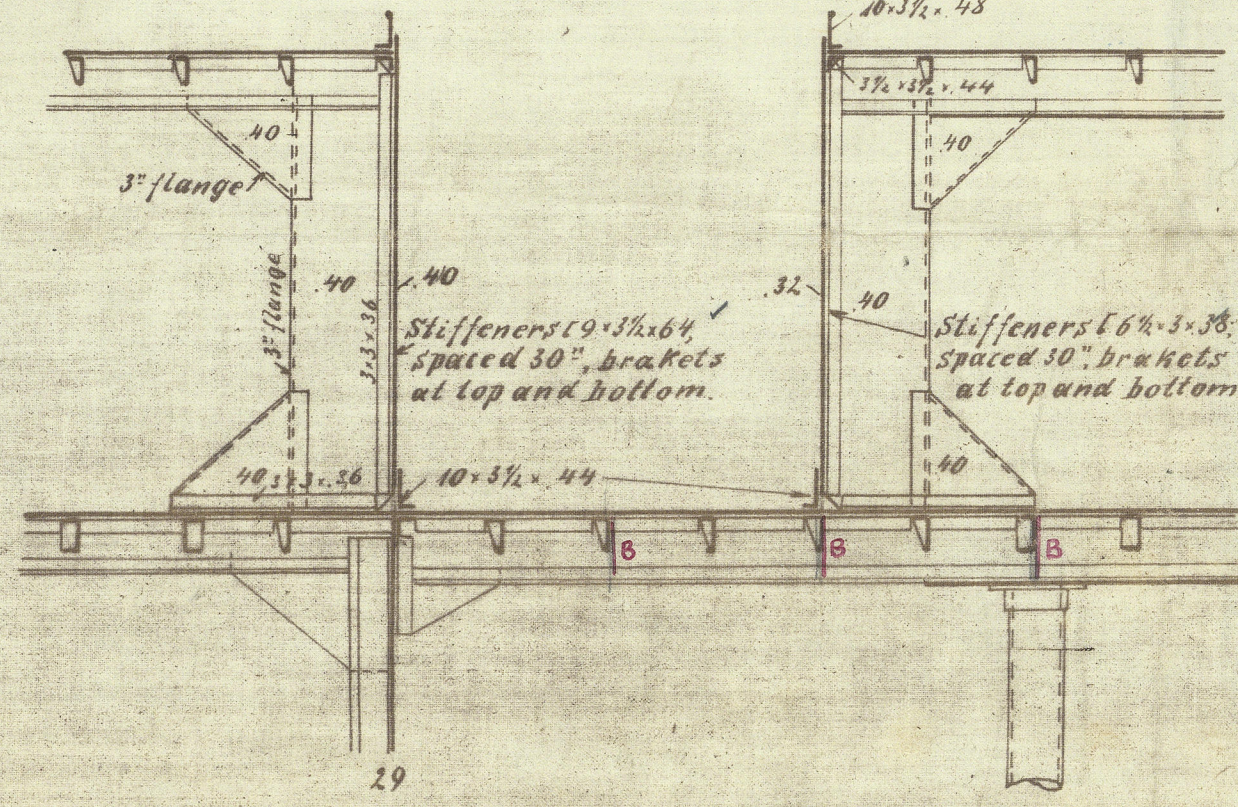 10×3½×.48
3½×3½×.44
.40
.40
3" flange
3" flange
.40
.40
3×3×.36
.32
.40
Stiffeners [ 9×3½×64,
spaced 30", brakets
at top and bottom.
Stiffeners [ 6½×3×.38,
spaced 30", brakets
at top and bottom
40
3×3×.36
10×3½×.44
.40
B
B
B
29